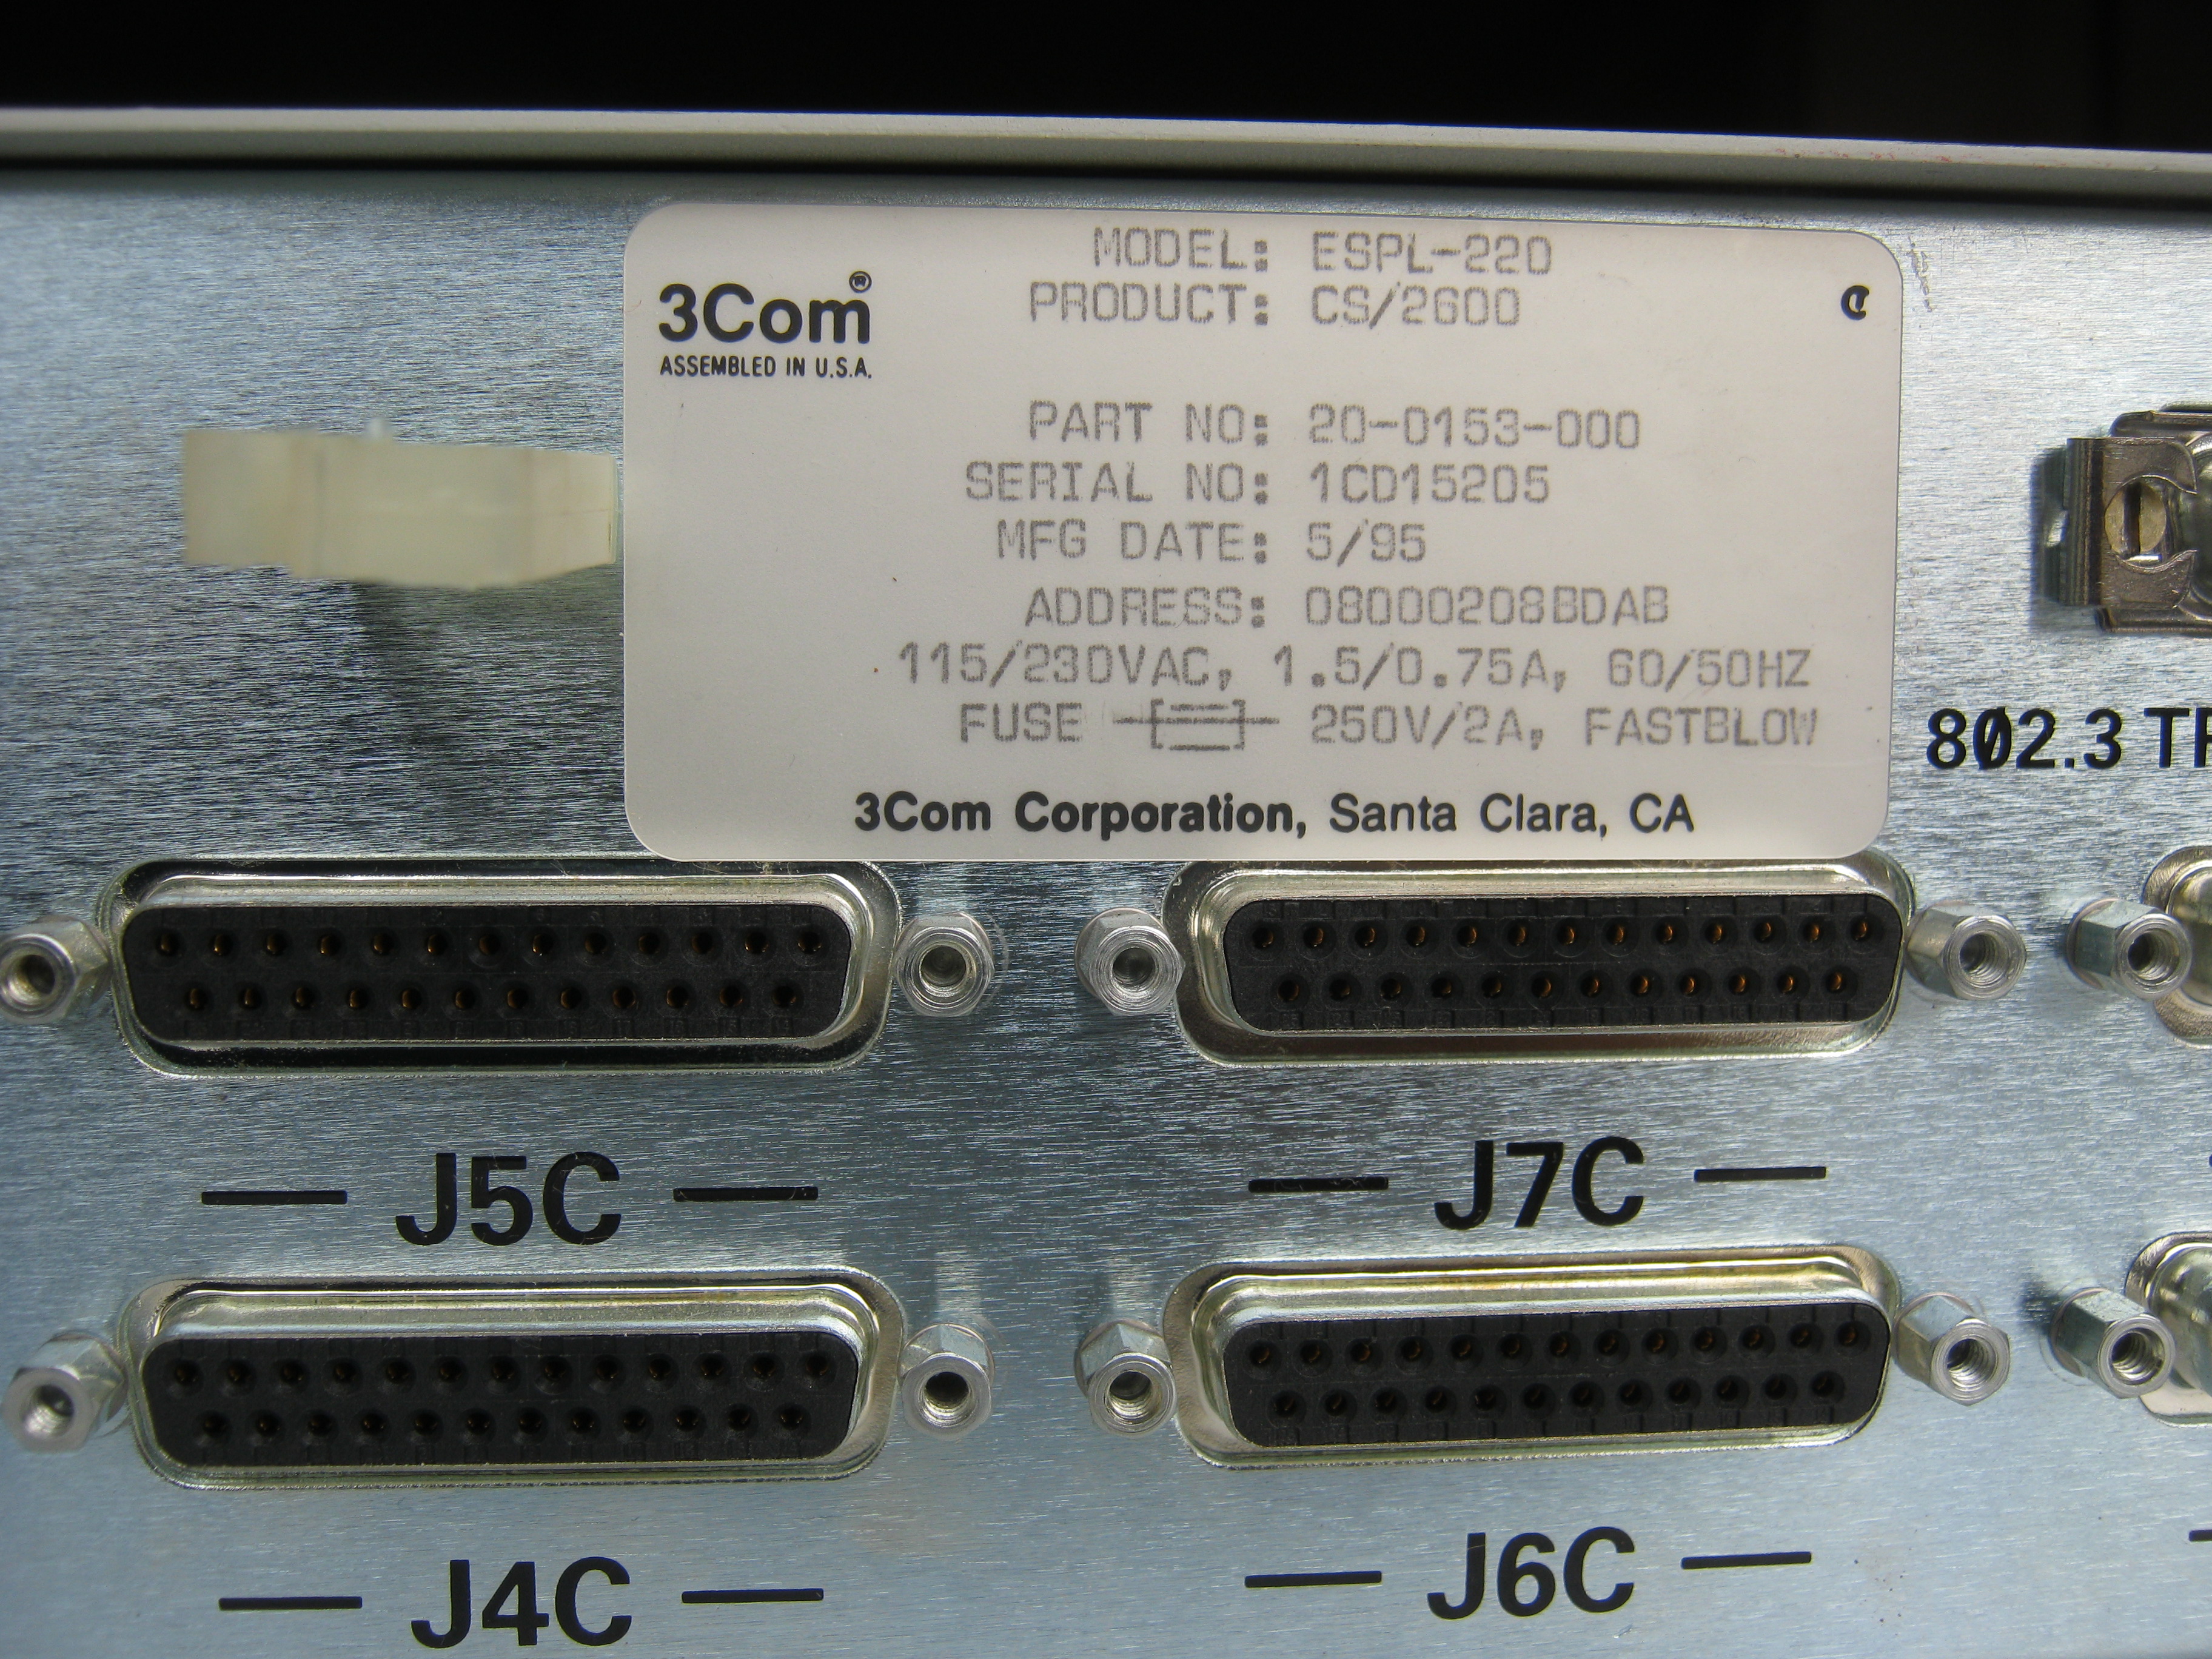 MODEL: ESPL-220
PRODUCT: CS/2600
3Com®
ASSEMBLED IN U.S.A.
PART NO: 20-0153-000
SERIAL NO: 1CD15205
MFG DATE: 5/95
ADDRESS: 08000208BDAB
115/230VAC, 1.5/0.75A, 60/50HZ
FUSE 250V/2A, FASTBLOW
3Com Corporation, Santa Clara, CA
802.3
— J5C —
— J7C —
— J4C —
— J6C —